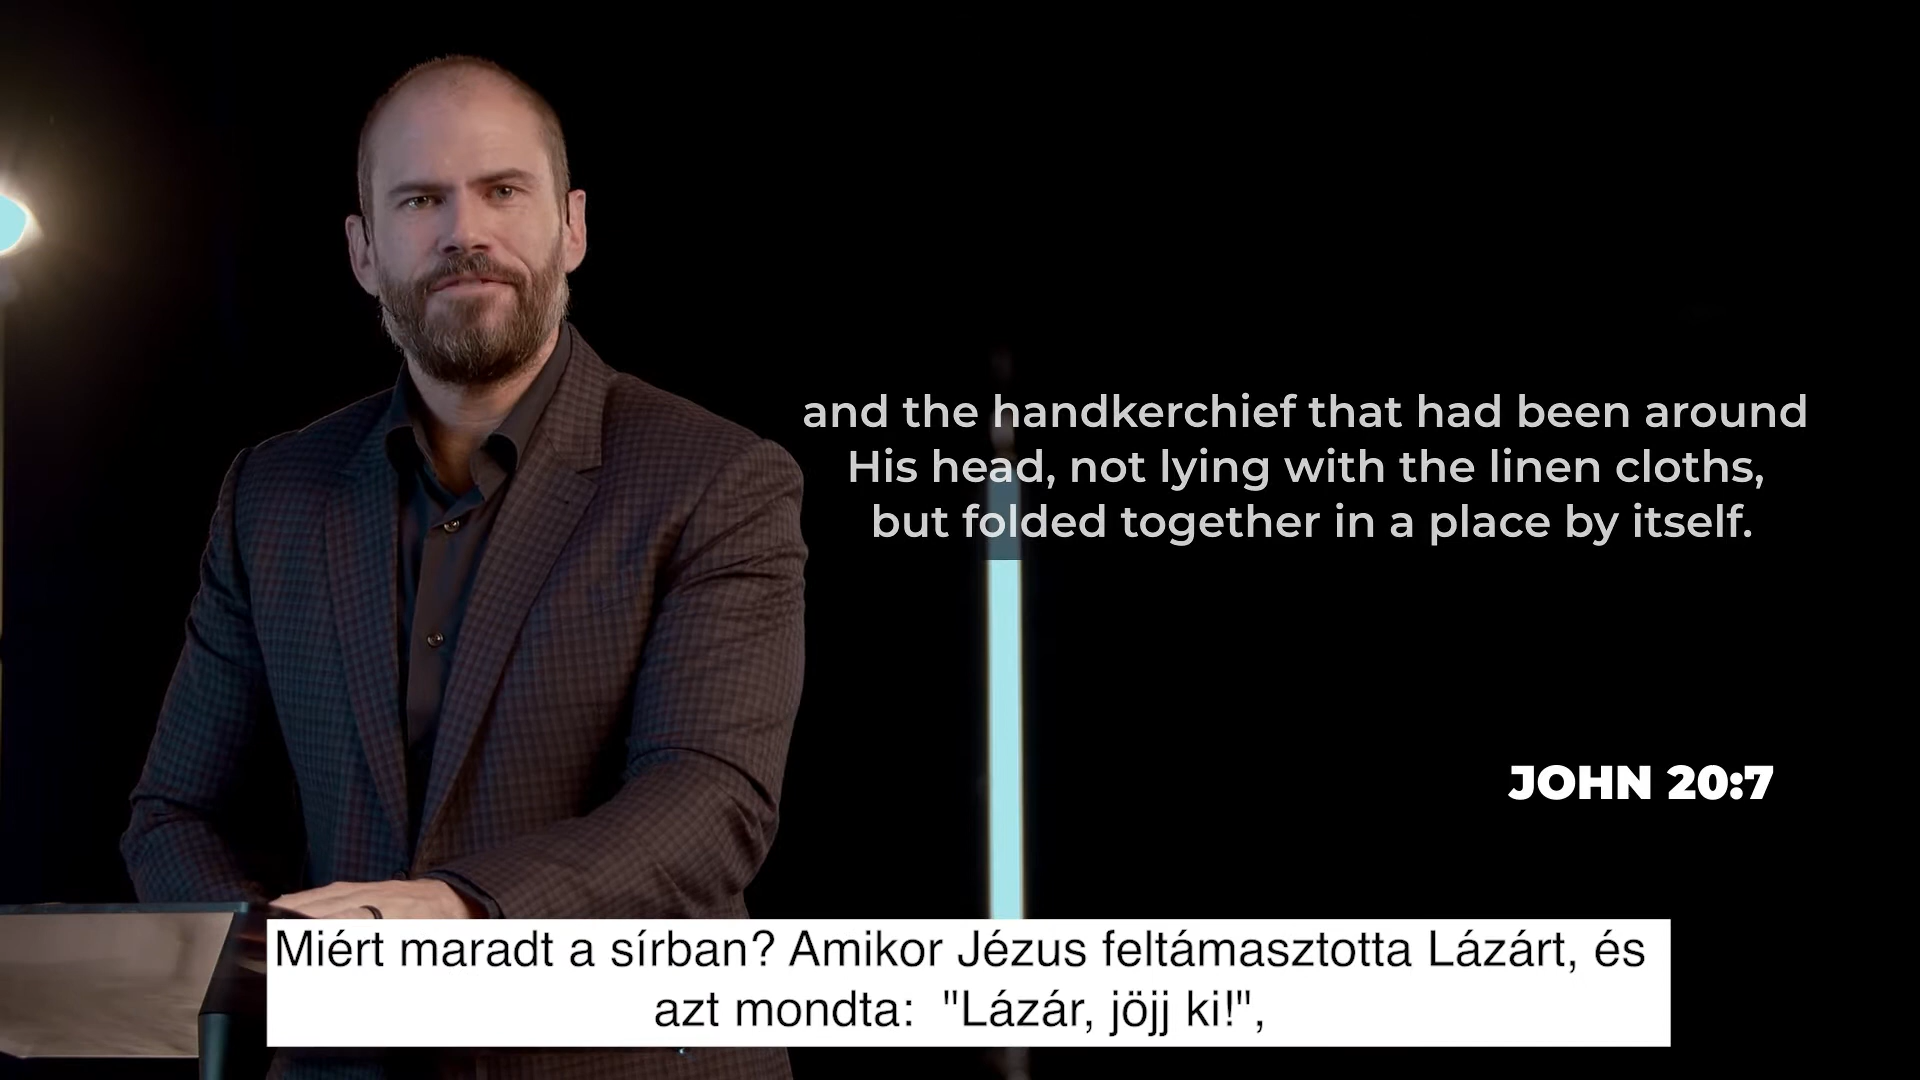 and the handkerchief that had been around
His head, not lying with the linen cloths,
but folded together in a place by itself.
JOHN 20:7
Miért maradt a sírban? Amikor Jézus feltámasztotta Lázárt, és
azt mondta: "Lázár, jöjj ki!",